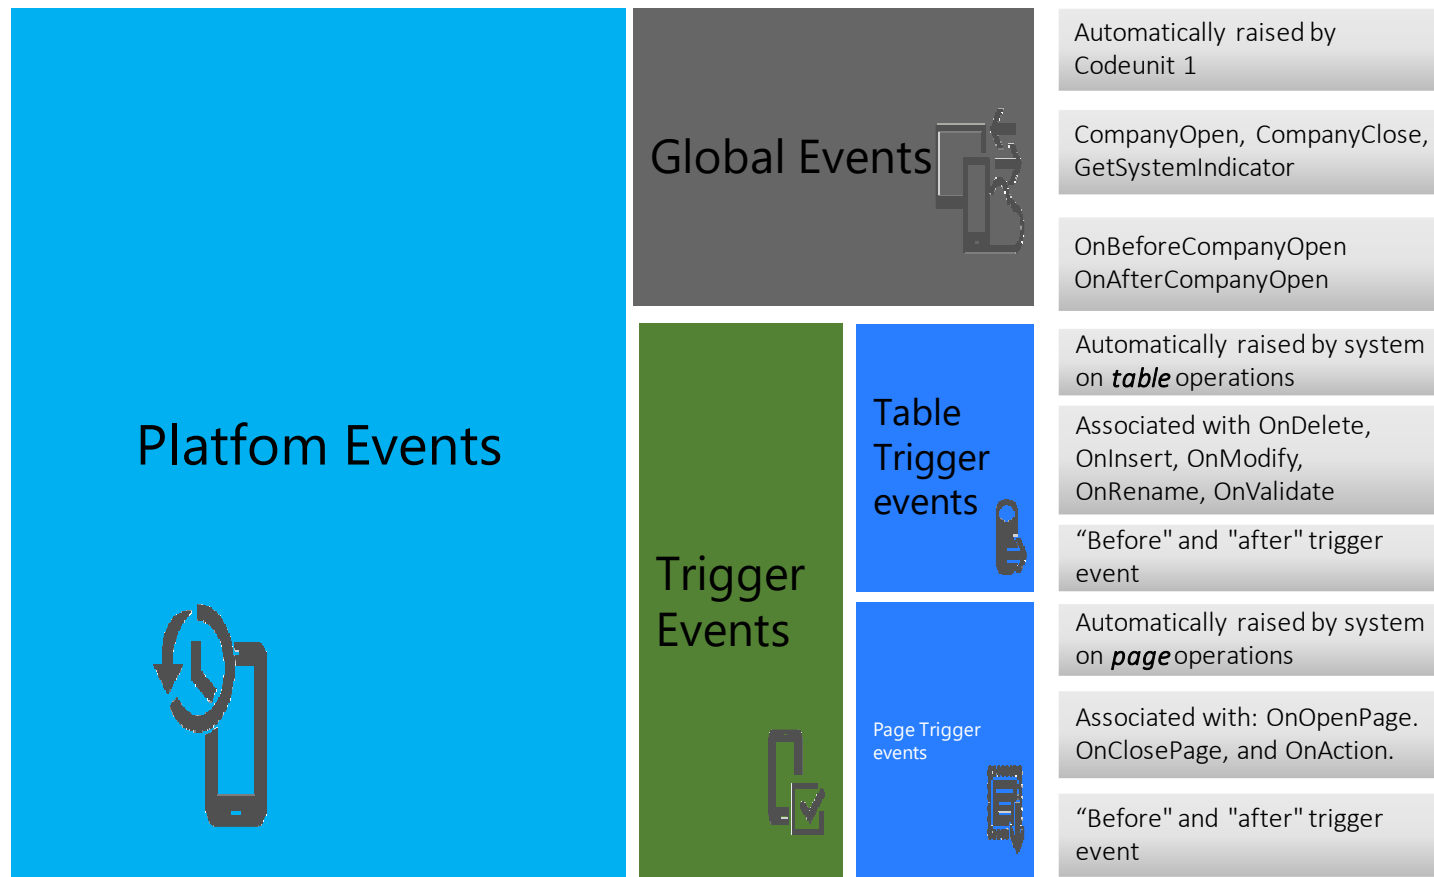 Platfom Events
Global Events
Automatically raised by
Codeunit 1
CompanyOpen, CompanyClose,
GetSystemIndicator
OnBeforeCompanyOpen
OnAfterCompanyOpen
Trigger
Events
Table
Trigger
events
Automatically raised by system
on table operations
Associated with OnDelete,
OnInsert, OnModify,
OnRename, OnValidate
“Before" and "after" trigger
event
Page Trigger
events
Automatically raised by system
on page operations
Associated with: OnOpenPage.
OnClosePage, and OnAction.
“Before" and "after" trigger
event